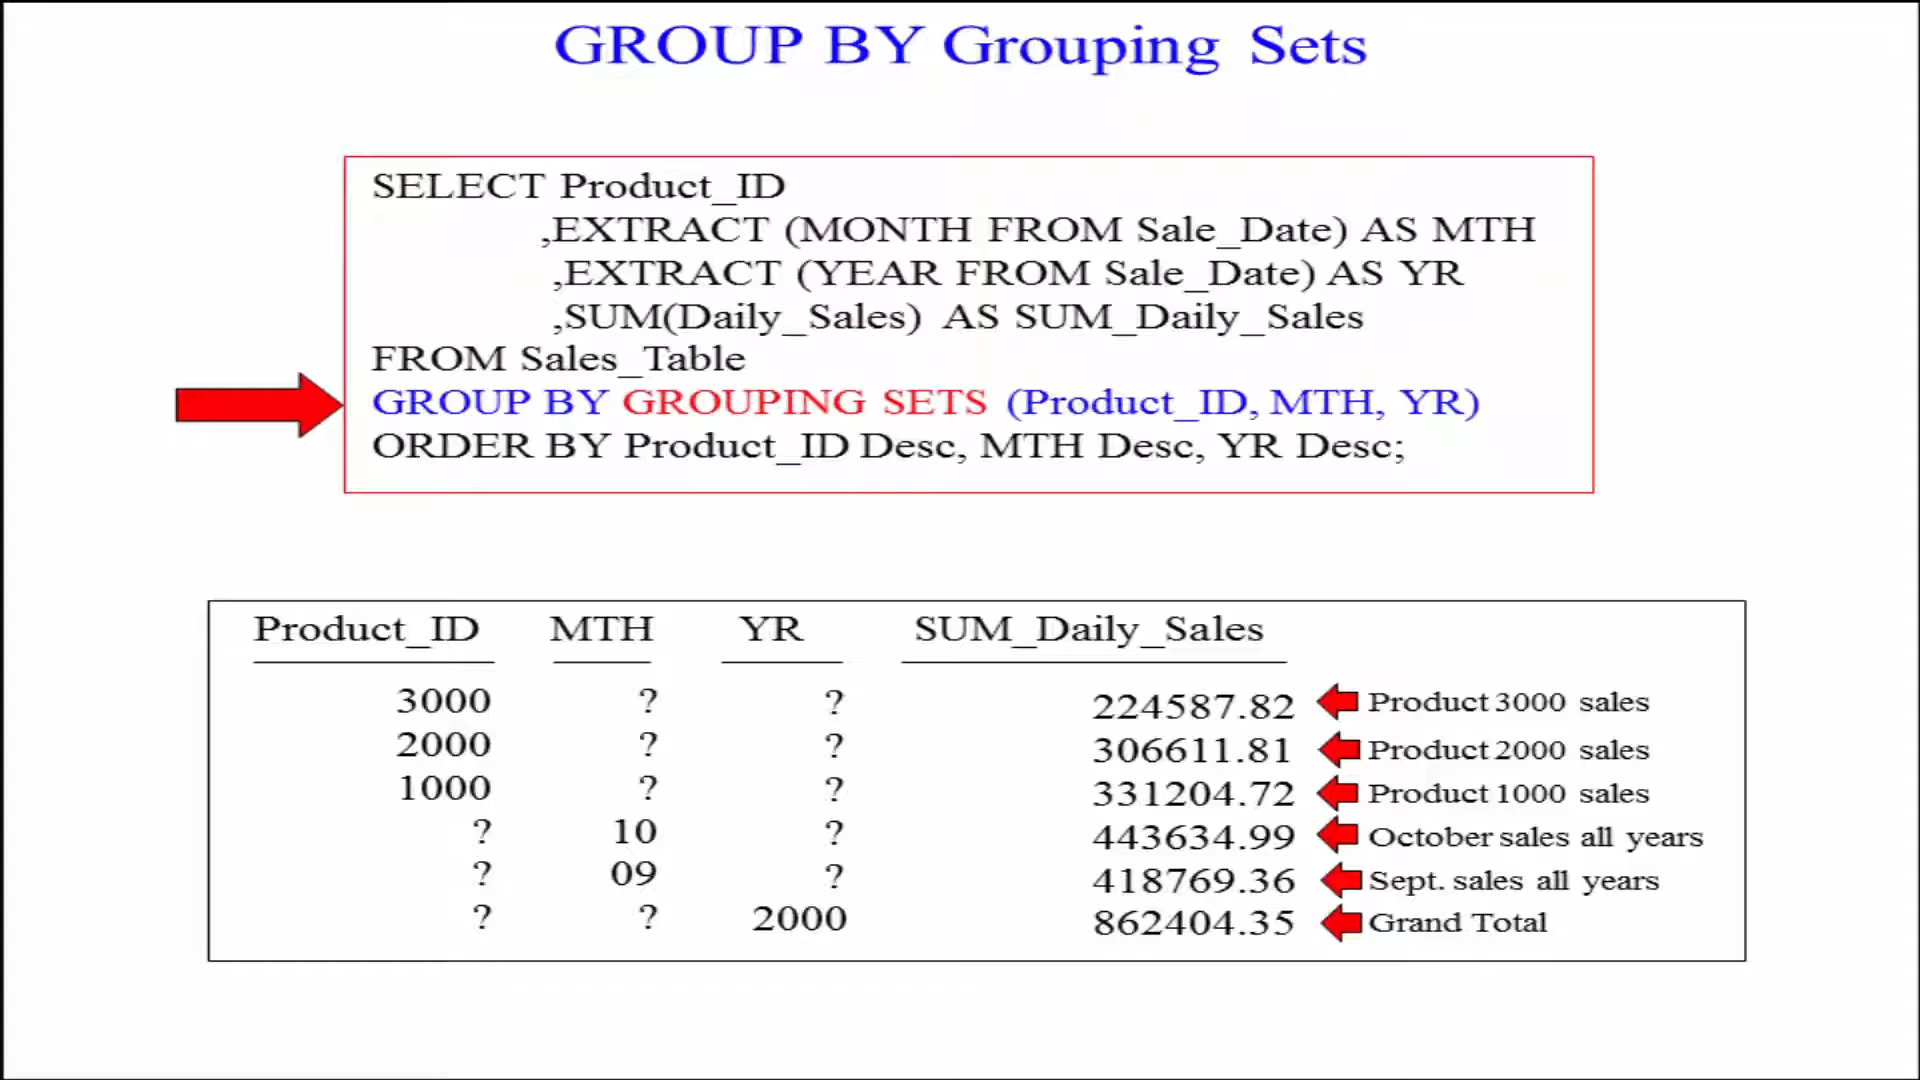 GROUP BY Grouping Sets
SELECT Product_ID
,EXTRACT (MONTH FROM Sale_Date) AS MTH
,EXTRACT (YEAR FROM Sale_Date) AS YR
,SUM(Daily_Sales) AS SUM_Daily_Sales
FROM Sales_Table
GROUP BY GROUPING SETS (Product_ID, MTH, YR)
ORDER BY Product_ID Desc, MTH Desc, YR Desc;
Product_ID MTH YR SUM_Daily_Sales
3000 ? ? 224587.82 Product 3000 sales
2000 ? ? 306611.81 Product 2000 sales
1000 ? ? 331204.72 Product 1000 sales
? 10 ? 443634.99 October sales all years
? 09 ? 418769.36 Sept. sales all years
? ? 2000 862404.35 Grand Total